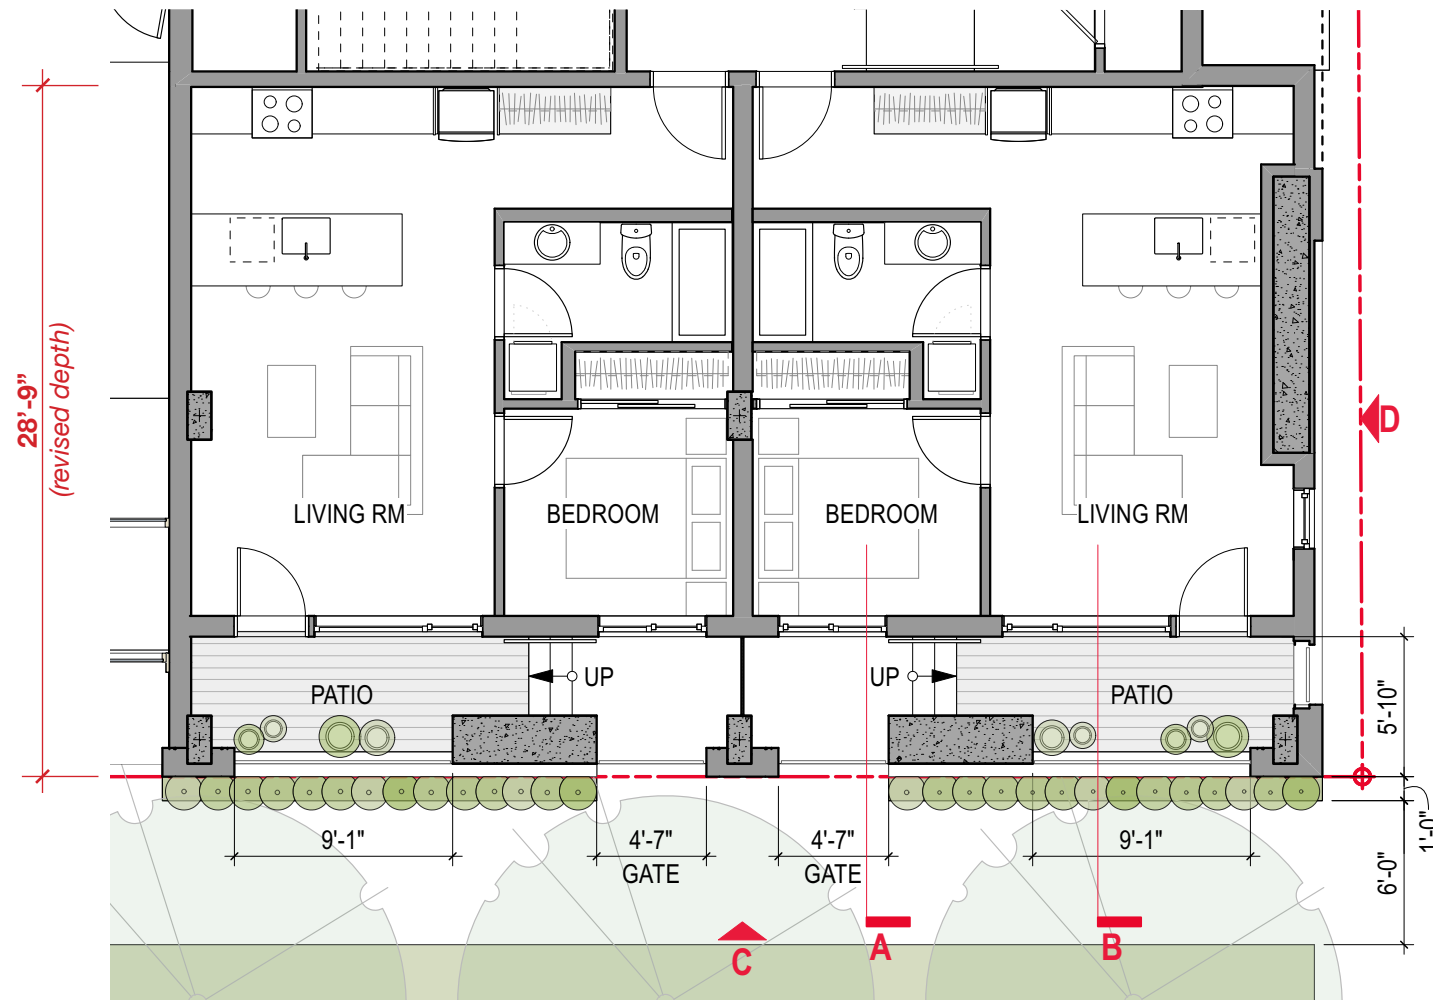 28'-9"
(revised depth)
D
LIVING RM
BEDROOM
BEDROOM
LIVING RM
PATIO
UP
UP
PATIO
5'-10"
1'-0"
9'-1"
4'-7"
GATE
4'-7"
GATE
9'-1"
6'-0"
C
A
B